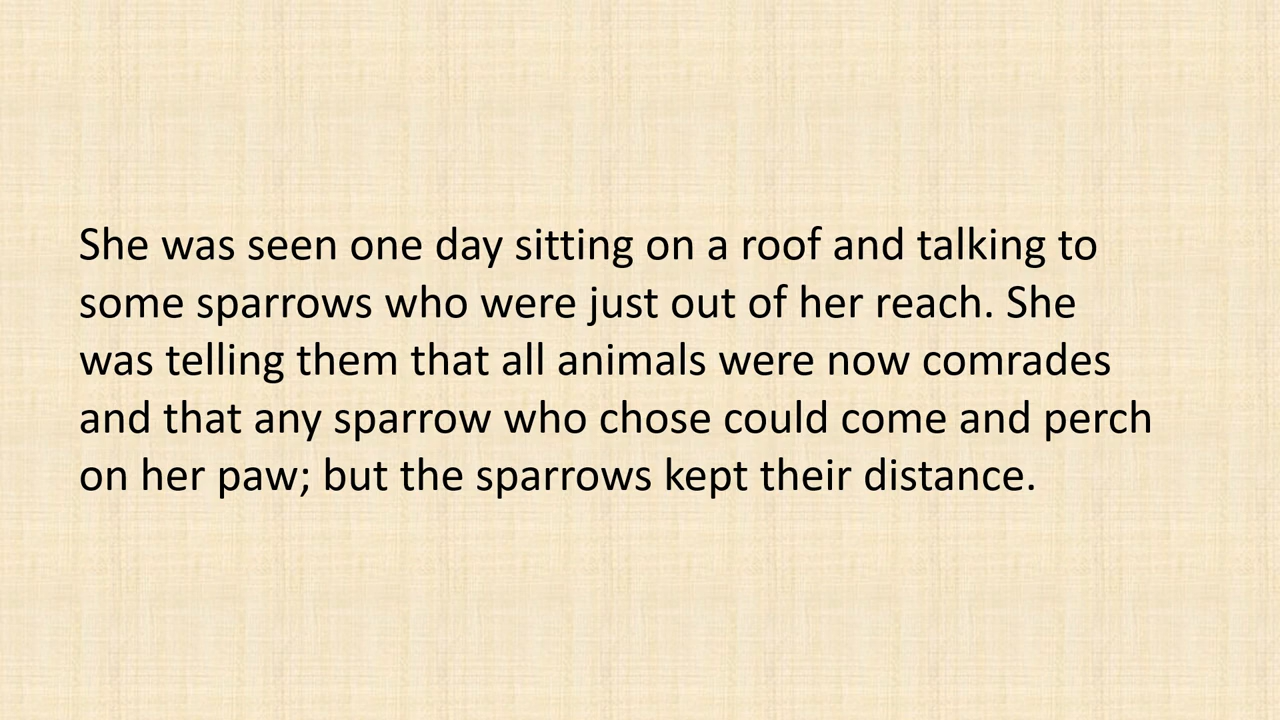 She was seen one day sitting on a roof and talking to
some sparrows who were just out of her reach. She
was telling them that all animals were now comrades
and that any sparrow who chose could come and perch
on her paw; but the sparrows kept their distance.